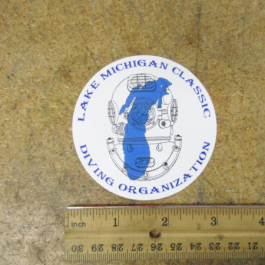 LAKE MICHIGAN CLASSIC
DIVING ORGANIZATION
Inch 1 2 3 4
30 29 28 27 26 25 24 23 22 21 20